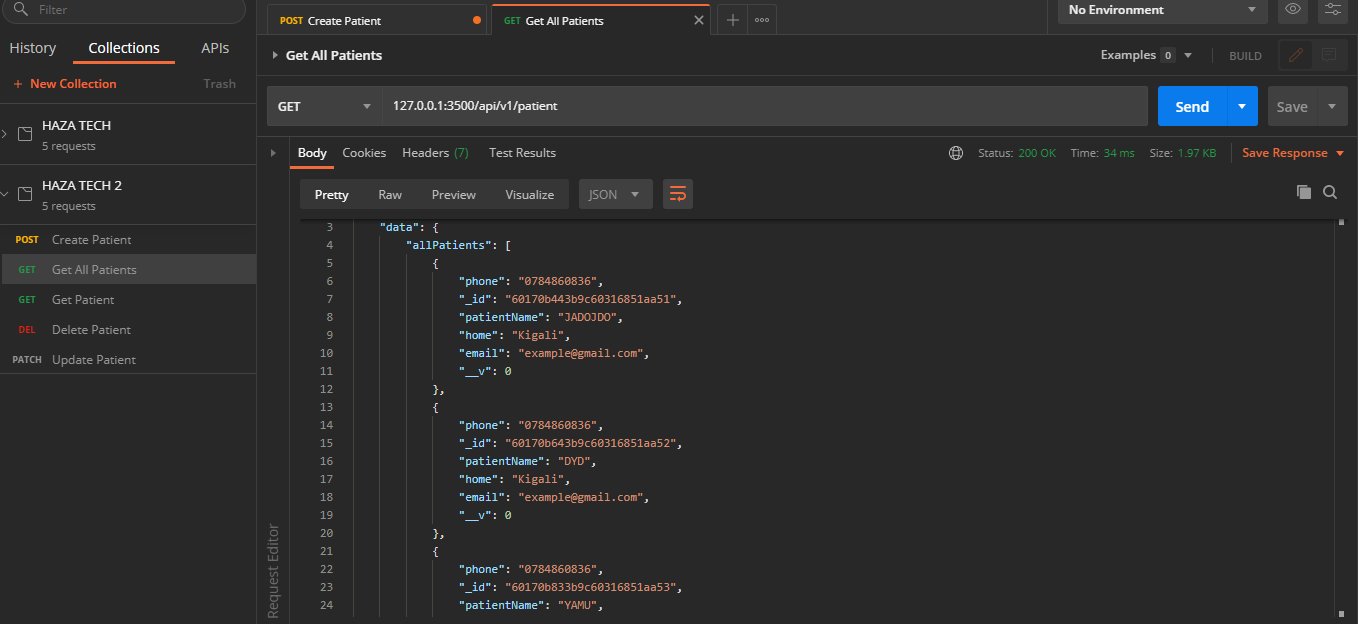 Filter
History Collections APIs
+ New Collection Trash
HAZA TECH
5 requests
HAZA TECH 2
5 requests
POST Create Patient
GET Get All Patients
GET Get Patient
DEL Delete Patient
PATCH Update Patient
POST Create Patient
GET Get All Patients
No Environment
Get All Patients
Examples 0
BUILD
GET 127.0.0.1:3500/api/v1/patient
Send
Save
Request Editor
Body Cookies Headers (7) Test Results
Status: 200 OK Time: 34 ms Size: 1.97 KB Save Response
Pretty Raw Preview Visualize JSON
3 "data": {
4 "allPatients": [
5 {
6 "phone": "0784860836",
7 "_id": "60170b443b9c60316851aa51",
8 "patientName": "JADOJDO",
9 "home": "Kigali",
10 "email": "example@gmail.com",
11 "__v": 0
12 },
13 {
14 "phone": "0784860836",
15 "_id": "60170b643b9c60316851aa52",
16 "patientName": "DYD",
17 "home": "Kigali",
18 "email": "example@gmail.com",
19 "__v": 0
20 },
21 {
22 "phone": "0784860836",
23 "_id": "60170b833b9c60316851aa53",
24 "patientName": "YAMU",